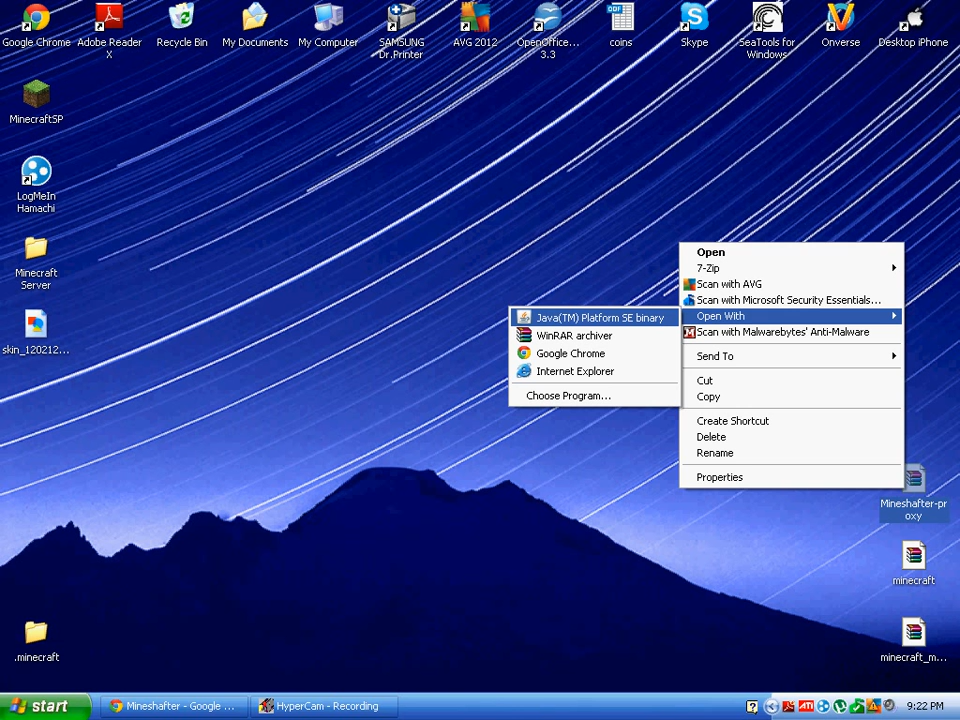 Google Chrome
Adobe Reader
X
Recycle Bin
My Documents
My Computer
SAMSUNG
Dr.Printer
AVG 2012
OpenOffice...
3.3
ODF
coins
Skype
SeaTools for
Windows
Onverse
Desktop iPhone
MinecraftSP
LogMeIn
Hamachi
Minecraft
Server
skin_120212...
.minecraft
Open
7-Zip
Scan with AVG
Scan with Microsoft Security Essentials...
Open With
Scan with Malwarebytes' Anti-Malware
Send To
Cut
Copy
Create Shortcut
Delete
Rename
Properties
Java(TM) Platform SE binary
WinRAR archiver
Google Chrome
Internet Explorer
Choose Program...
Mineshafter-pr
oxy
minecraft
minecraft_m...
start
Mineshafter - Google ...
HyperCam - Recording
ATI
9:22 PM